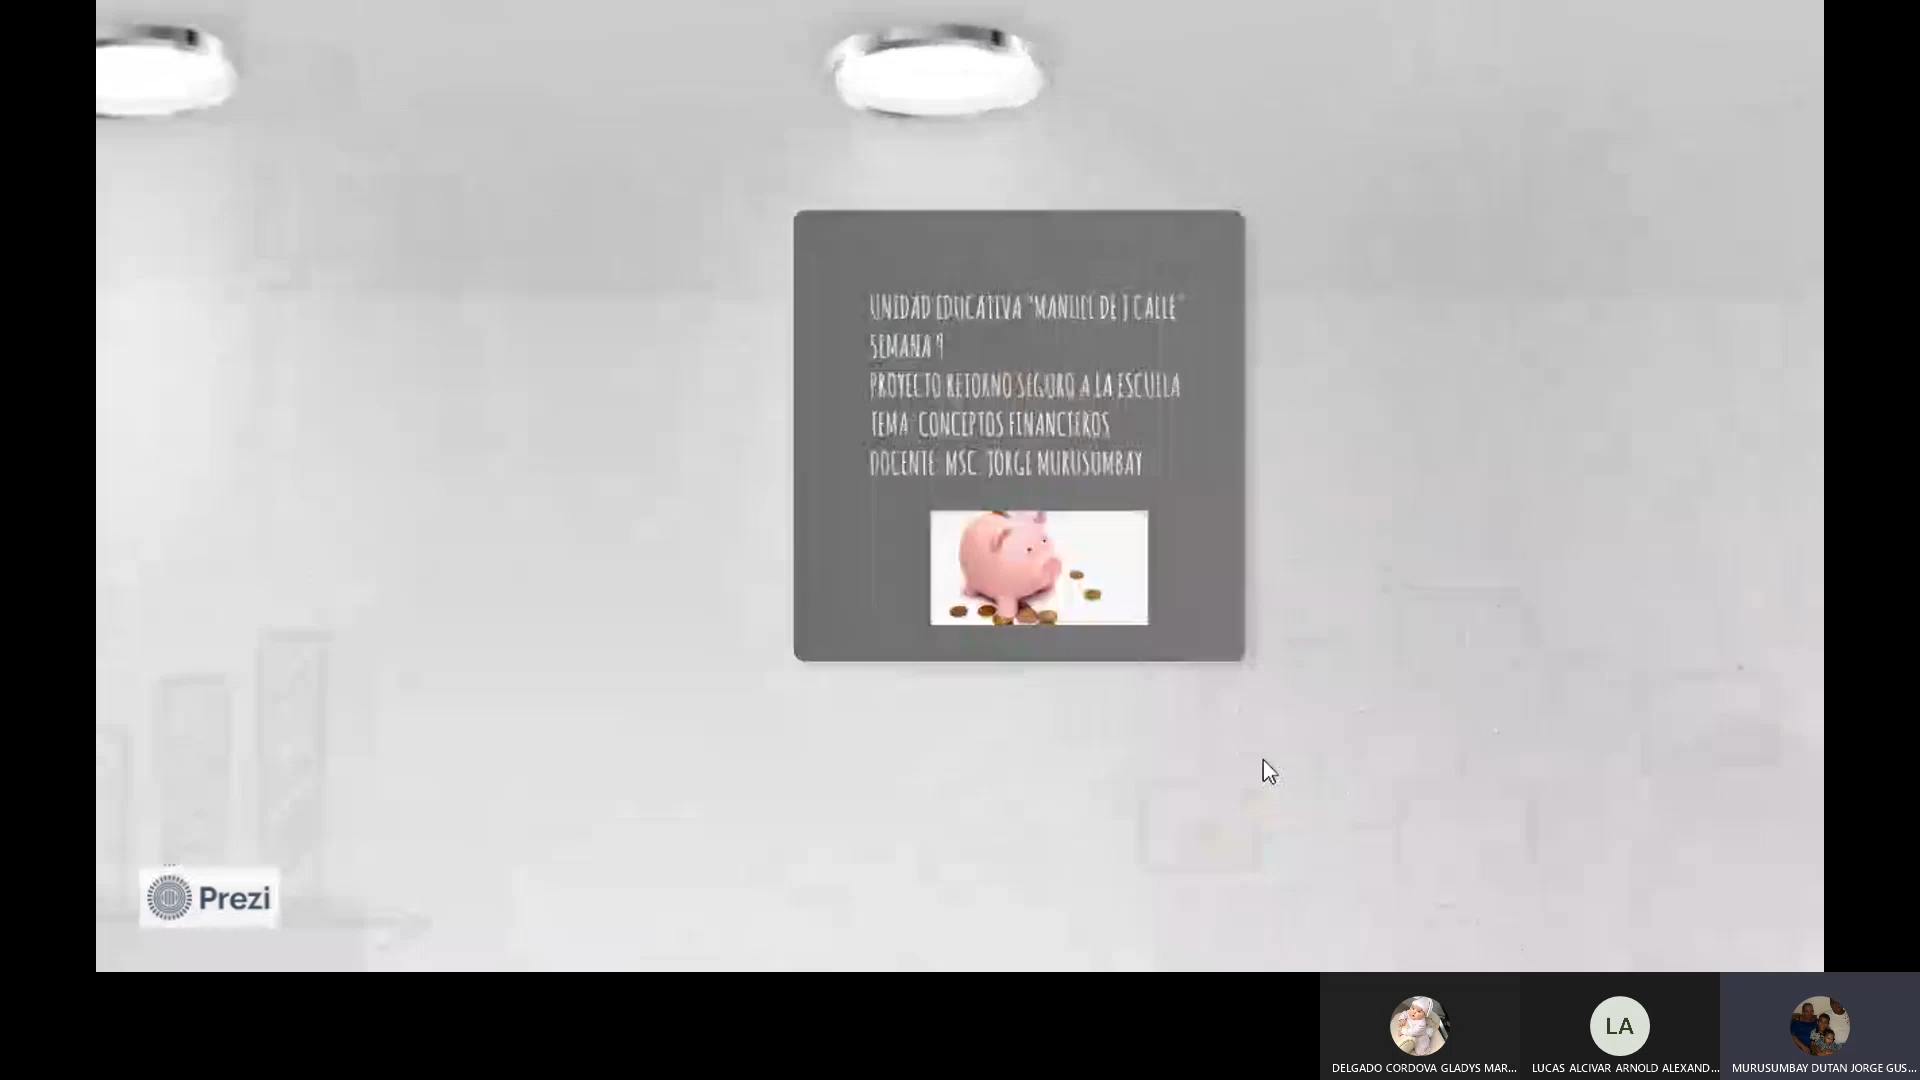 UNIDAD EDUCATIVA "MANUEL DE J CALLE"
SEMANA 9
PROYECTO RETORNO SEGURO A LA ESCUELA
TEMA: CONCEPTOS FINANCIEROS
DOCENTE: MSC. JORGE MURUSUMBAY
Prezi
LA
DELGADO CORDOVA GLADYS MAR...
LUCAS ALCIVAR ARNOLD ALEXAND...
MURUSUMBAY DUTAN JORGE GUS...